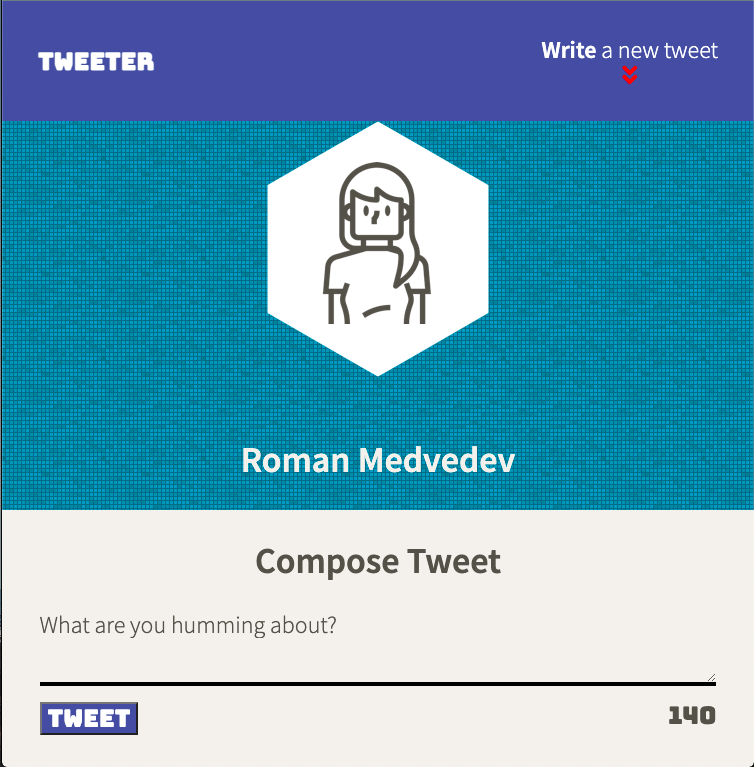 TWEETER
Write a new tweet
Roman Medvedev
Compose Tweet
What are you humming about?
TWEET
140